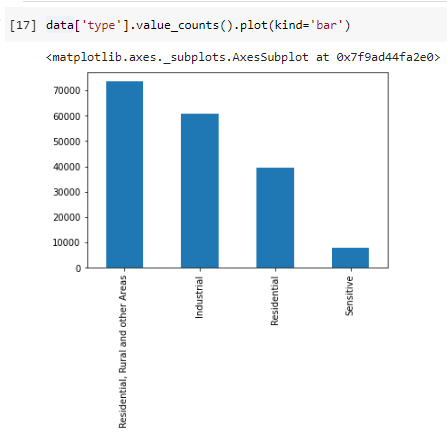 [17] data['type'].value_counts().plot(kind='bar')
<matplotlib.axes._subplots.AxesSubplot at 0x7f9ad44fa2e0>
70000
60000
50000
40000
30000
20000
10000
0
Residential, Rural and other Areas
Industrial
Residential
Sensitive